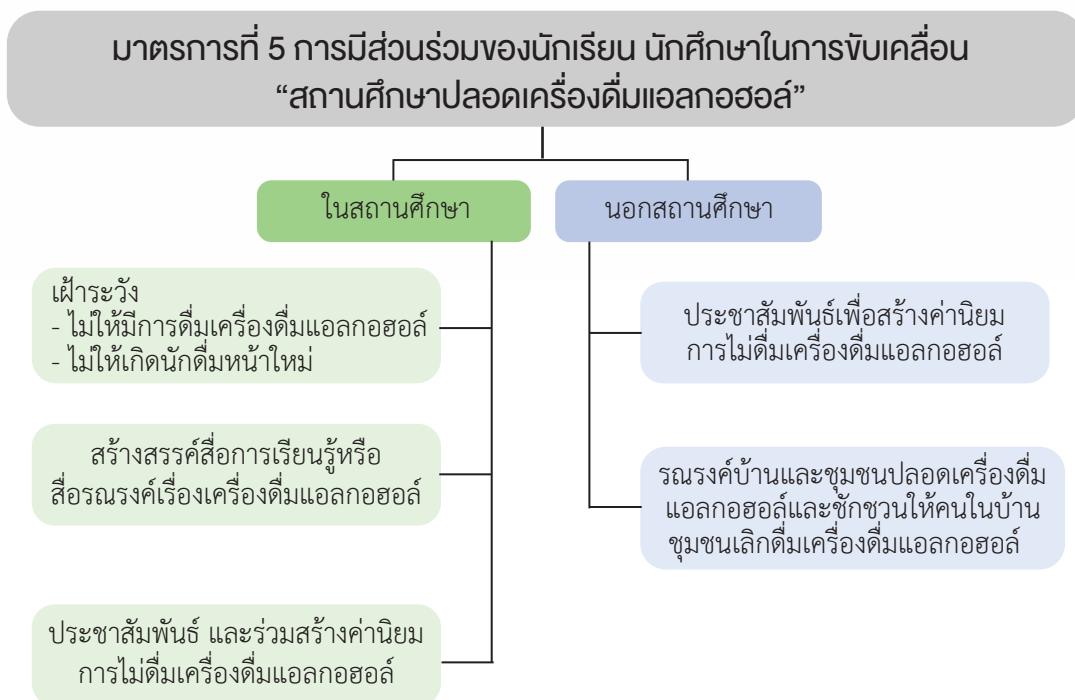 มาตรการที่ 5 การมีส่วนร่วมของนักเรียน นักศึกษาในการขับเคลื่อน
“สถานศึกษาปลอดเครื่องดื่มแอลกอฮอล์”
ในสถานศึกษา
เฝ้าระวัง
- ไม่ให้มีการดื่มเครื่องดื่มแอลกอฮอล์
- ไม่ให้เกิดนักดื่มหน้าใหม่
สร้างสรรค์สื่อการเรียนรู้หรือ
สื่อรณรงค์เรื่องเครื่องดื่มแอลกอฮอล์
ประชาสัมพันธ์ และร่วมสร้างค่านิยม
การไม่ดื่มเครื่องดื่มแอลกอฮอล์
นอกสถานศึกษา
ประชาสัมพันธ์เพื่อสร้างค่านิยม
การไม่ดื่มเครื่องดื่มแอลกอฮอล์
รณรงค์บ้านและชุมชนปลอดเครื่องดื่ม
แอลกอฮอล์และชักชวนให้คนในบ้าน
ชุมชนเลิกดื่มเครื่องดื่มแอลกอฮอล์